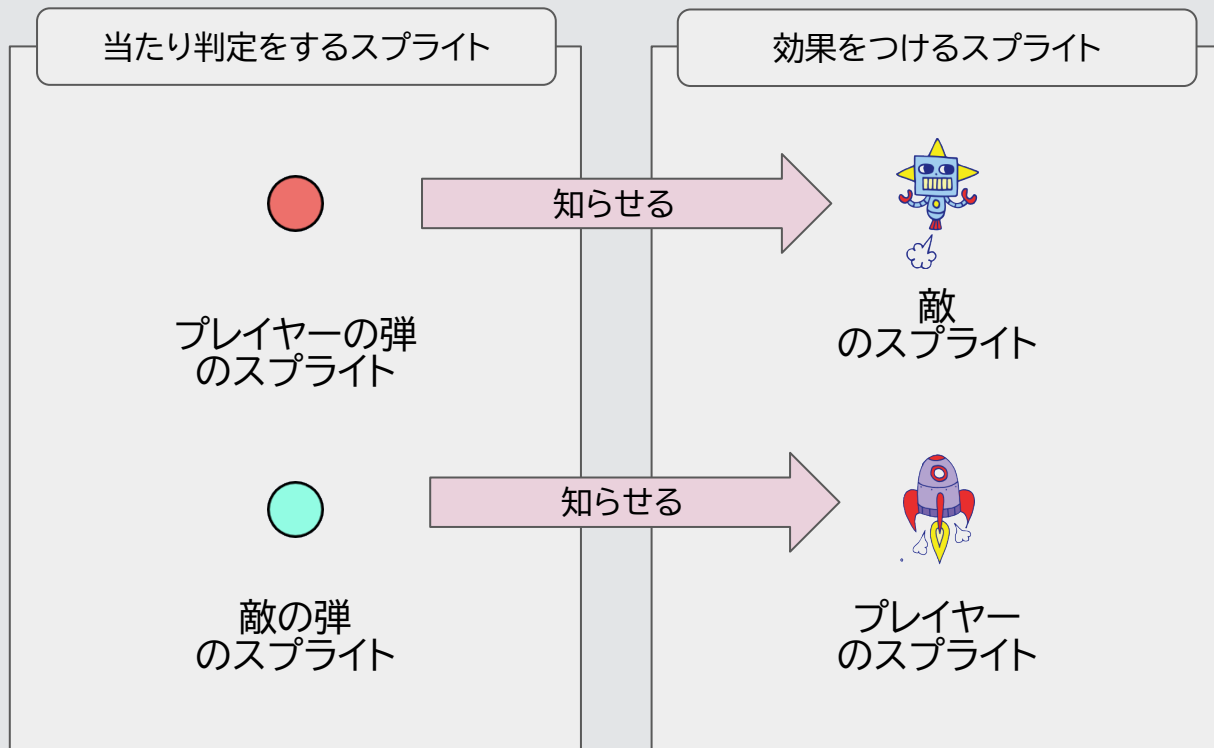 当たり判定をするスプライト
効果をつけるスプライト
知らせる
プレイヤーの弾
のスプライト
敵
のスプライト
知らせる
敵の弾
のスプライト
プレイヤー
のスプライト